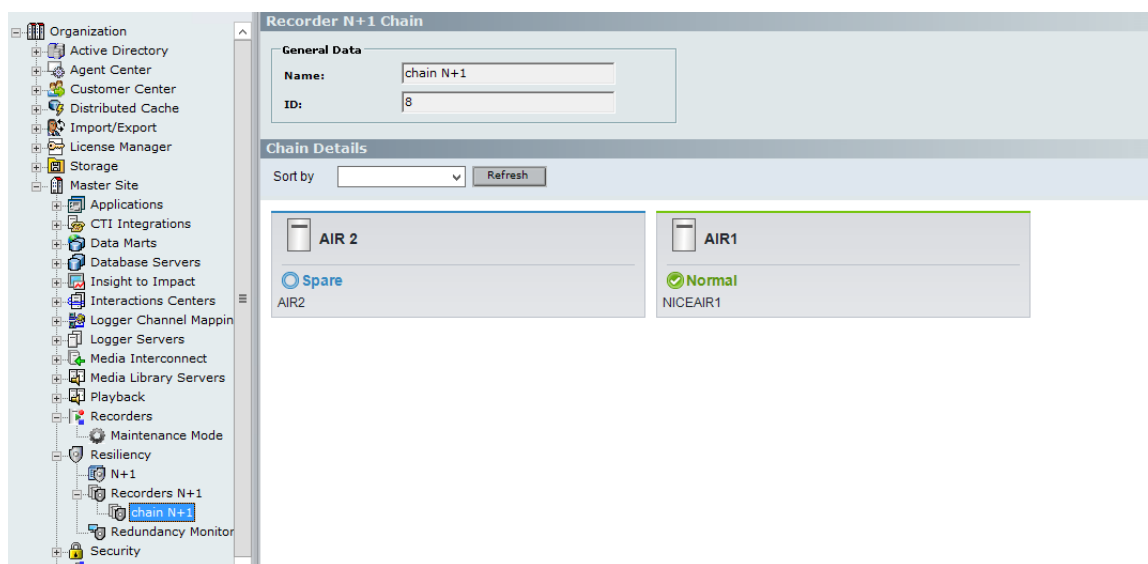 Organization
Active Directory
Agent Center
Customer Center
Distributed Cache
Import/Export
License Manager
Storage
Master Site
Applications
CTI Integrations
Data Marts
Database Servers
Insight to Impact
Interactions Centers
Logger Channel Mappin
Logger Servers
Media Interconnect
Media Library Servers
Playback
Recorders
Maintenance Mode
Resiliency
N+1
Recorders N+1
chain N+1
Redundancy Monitor
Security
Recorder N+1 Chain
General Data
Name: chain N+1
ID: 8
Chain Details
Sort by Refresh
AIR 2
Spare
AIR2
AIR1
Normal
NICEAIR1